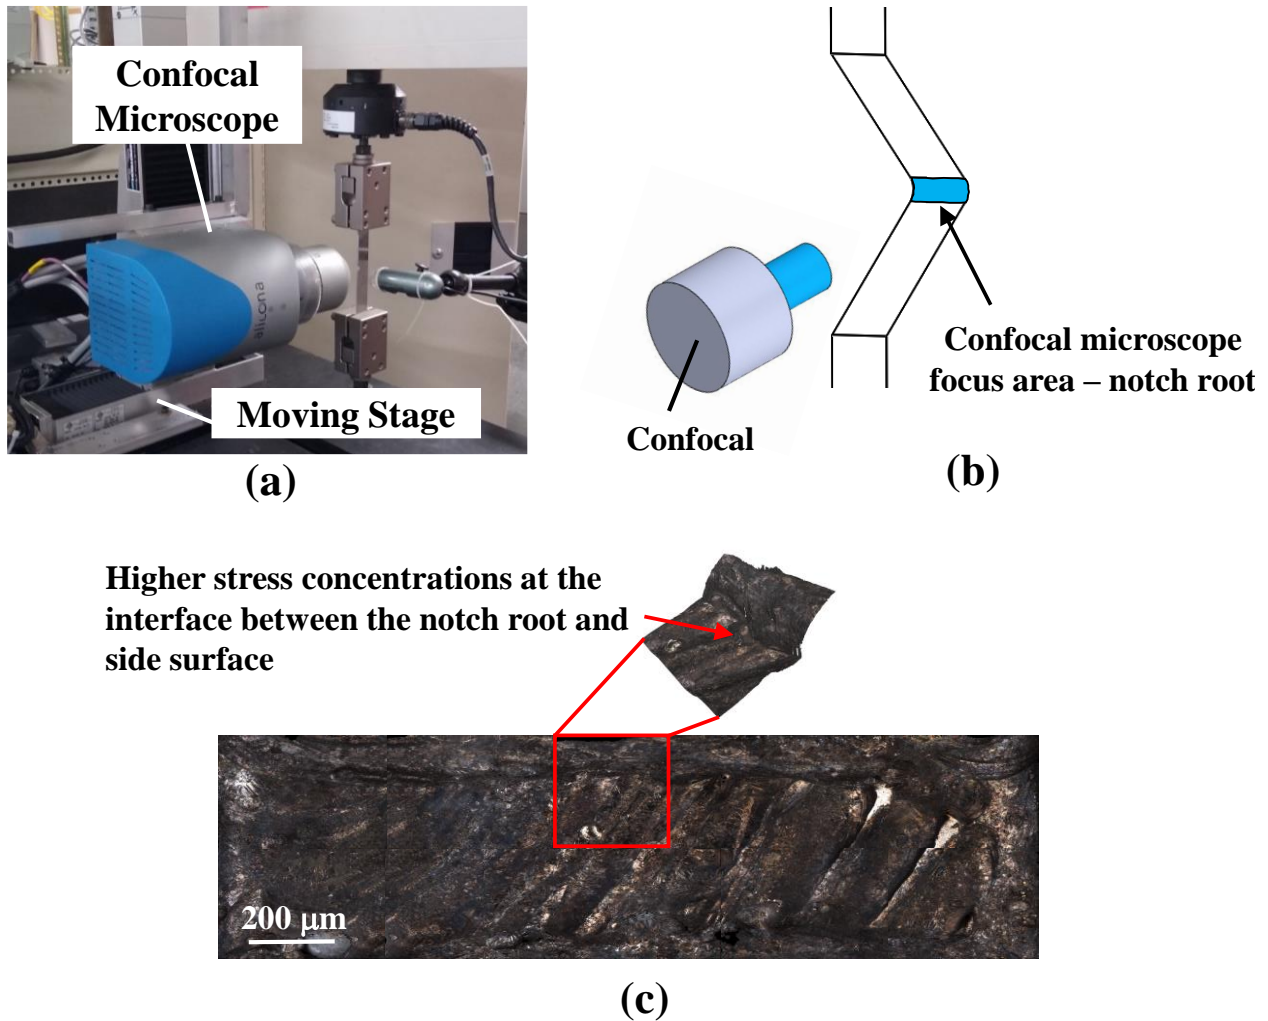 Confocal
Microscope
alicona
Moving Stage
(a)
Confocal
Confocal microscope
focus area – notch root
(b)
Higher stress concentrations at the
interface between the notch root and
side surface
200 μm
(c)